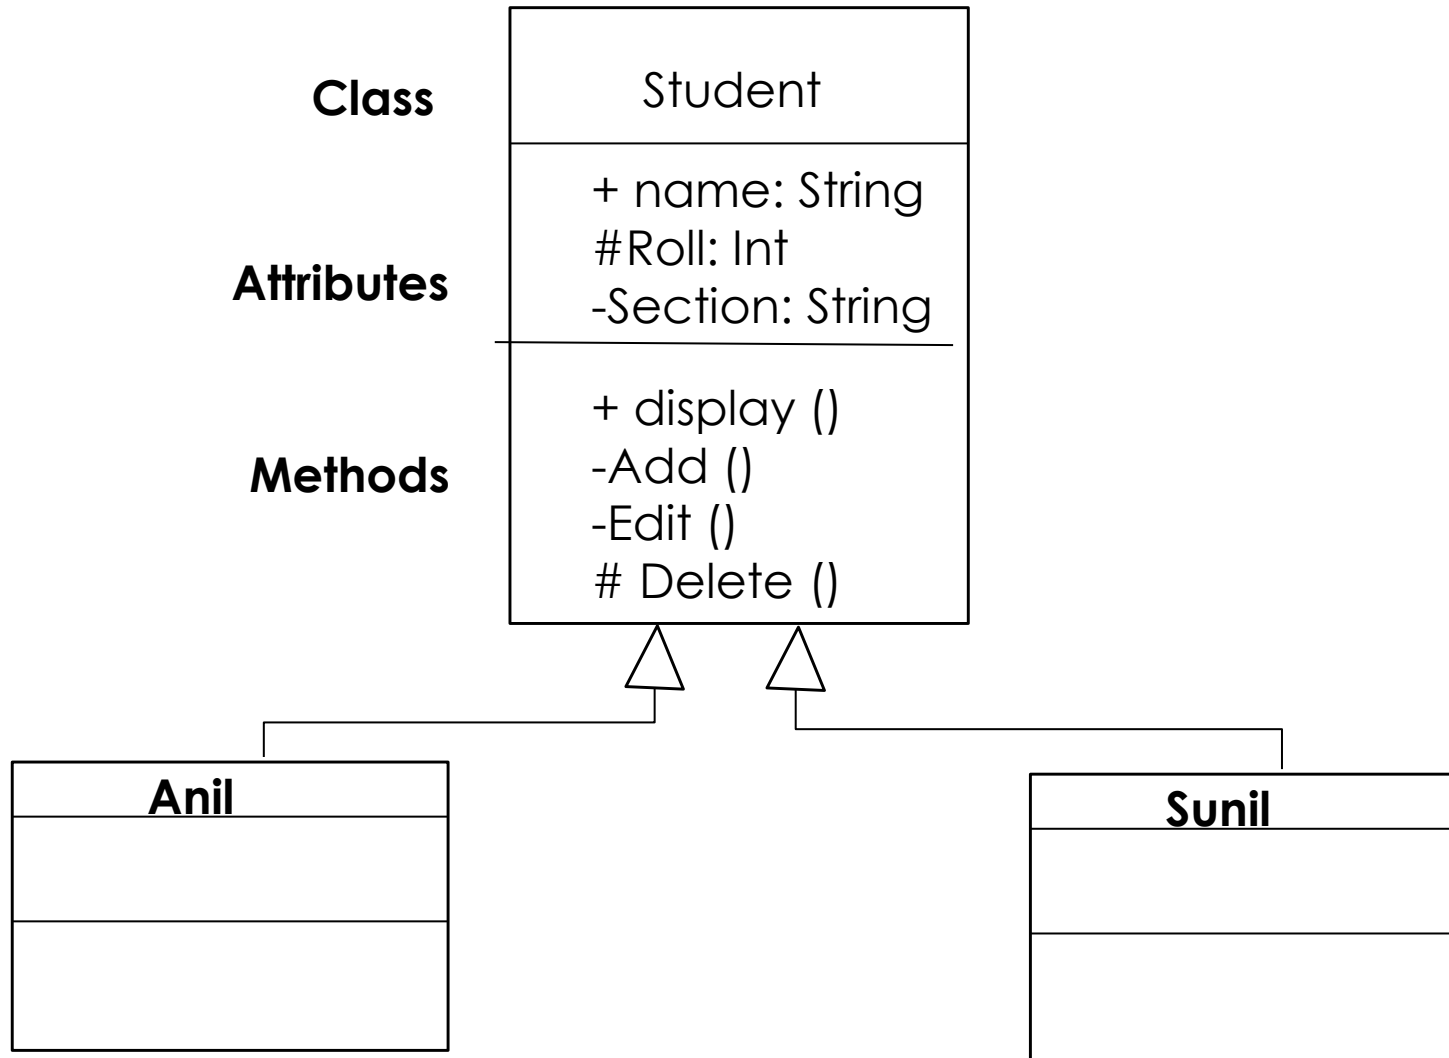 Class
Student
Attributes
+ name: String
#Roll: Int
-Section: String
Methods
+ display ()
-Add ()
-Edit ()
# Delete ()
Anil
Sunil